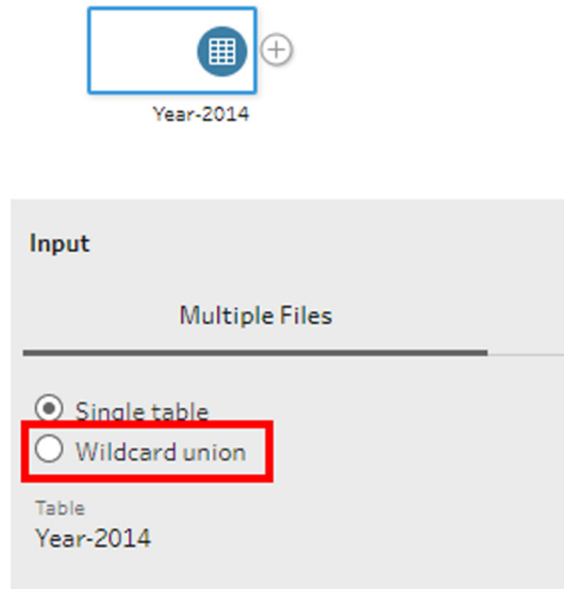 Year-2014
Input
Multiple Files
Single table
Wildcard union
Table
Year-2014